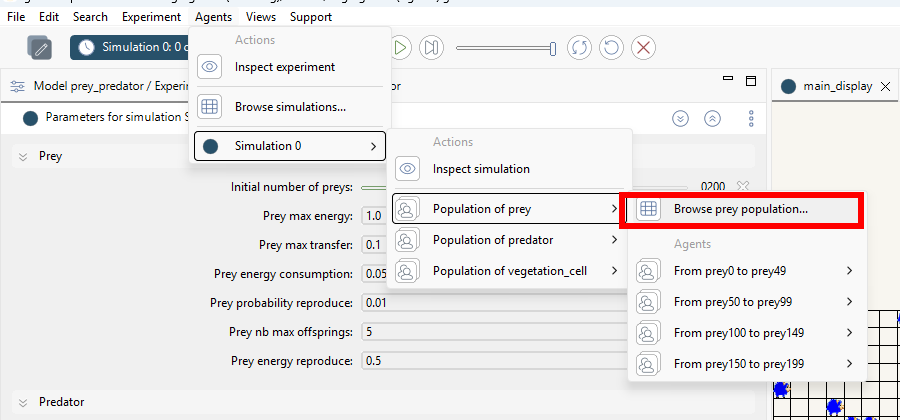 File Edit Search Experiment Agents Views Support
Actions
Simulation 0: 0 c
Inspect experiment
Model prey_predator / Experi
or
main_display
Browse simulations...
Parameters for simulation S
Simulation 0
Actions
Prey
Inspect simulation
Initial number of preys:
0200
Population of prey
Browse prey population...
Prey max energy:
1.0
Prey max transfer:
0.1
Population of predator
Agents
Prey energy consumption:
0.05
Population of vegetation_cell
From prey0 to prey49
Prey probability reproduce:
0.01
From prey50 to prey99
Prey nb max offsprings:
5
From prey100 to prey149
Prey energy reproduce:
0.5
From prey150 to prey199
Predator